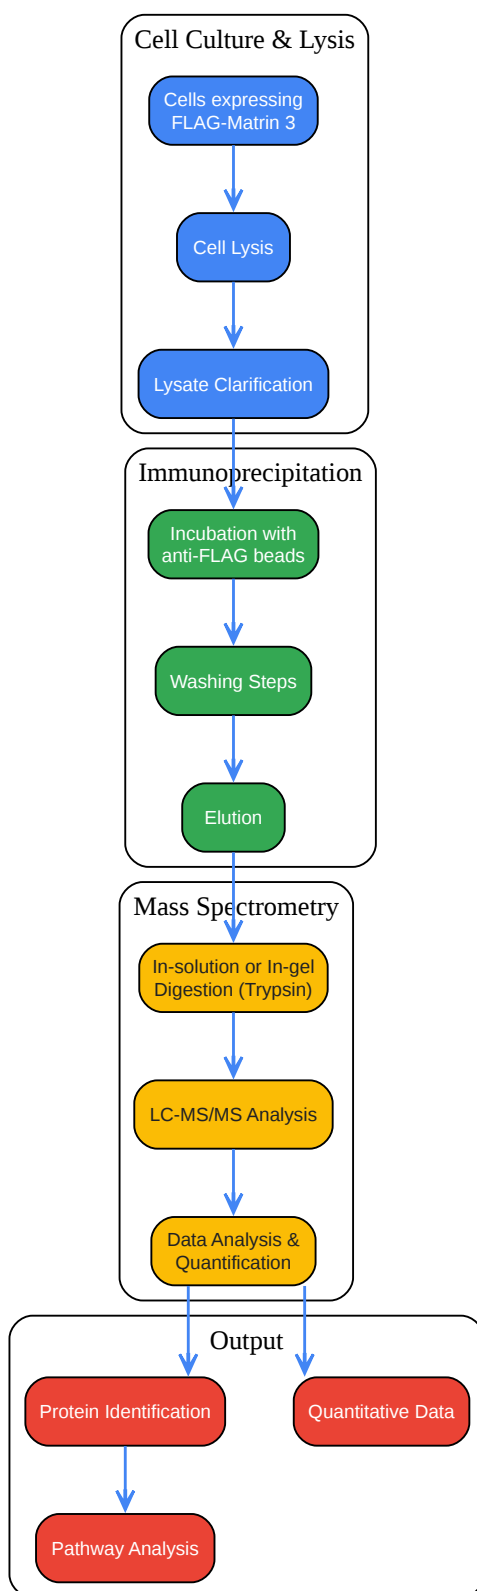 Cell Culture & Lysis
Cells expressing
FLAG-Matrin 3
Cell Lysis
Lysate Clarification
Immunoprecipitation
Incubation with
anti-FLAG beads
Washing Steps
Elution
Mass Spectrometry
In-solution or In-gel
Digestion (Trypsin)
LC-MS/MS Analysis
Data Analysis &
Quantification
Output
Protein Identification
Quantitative Data
Pathway Analysis